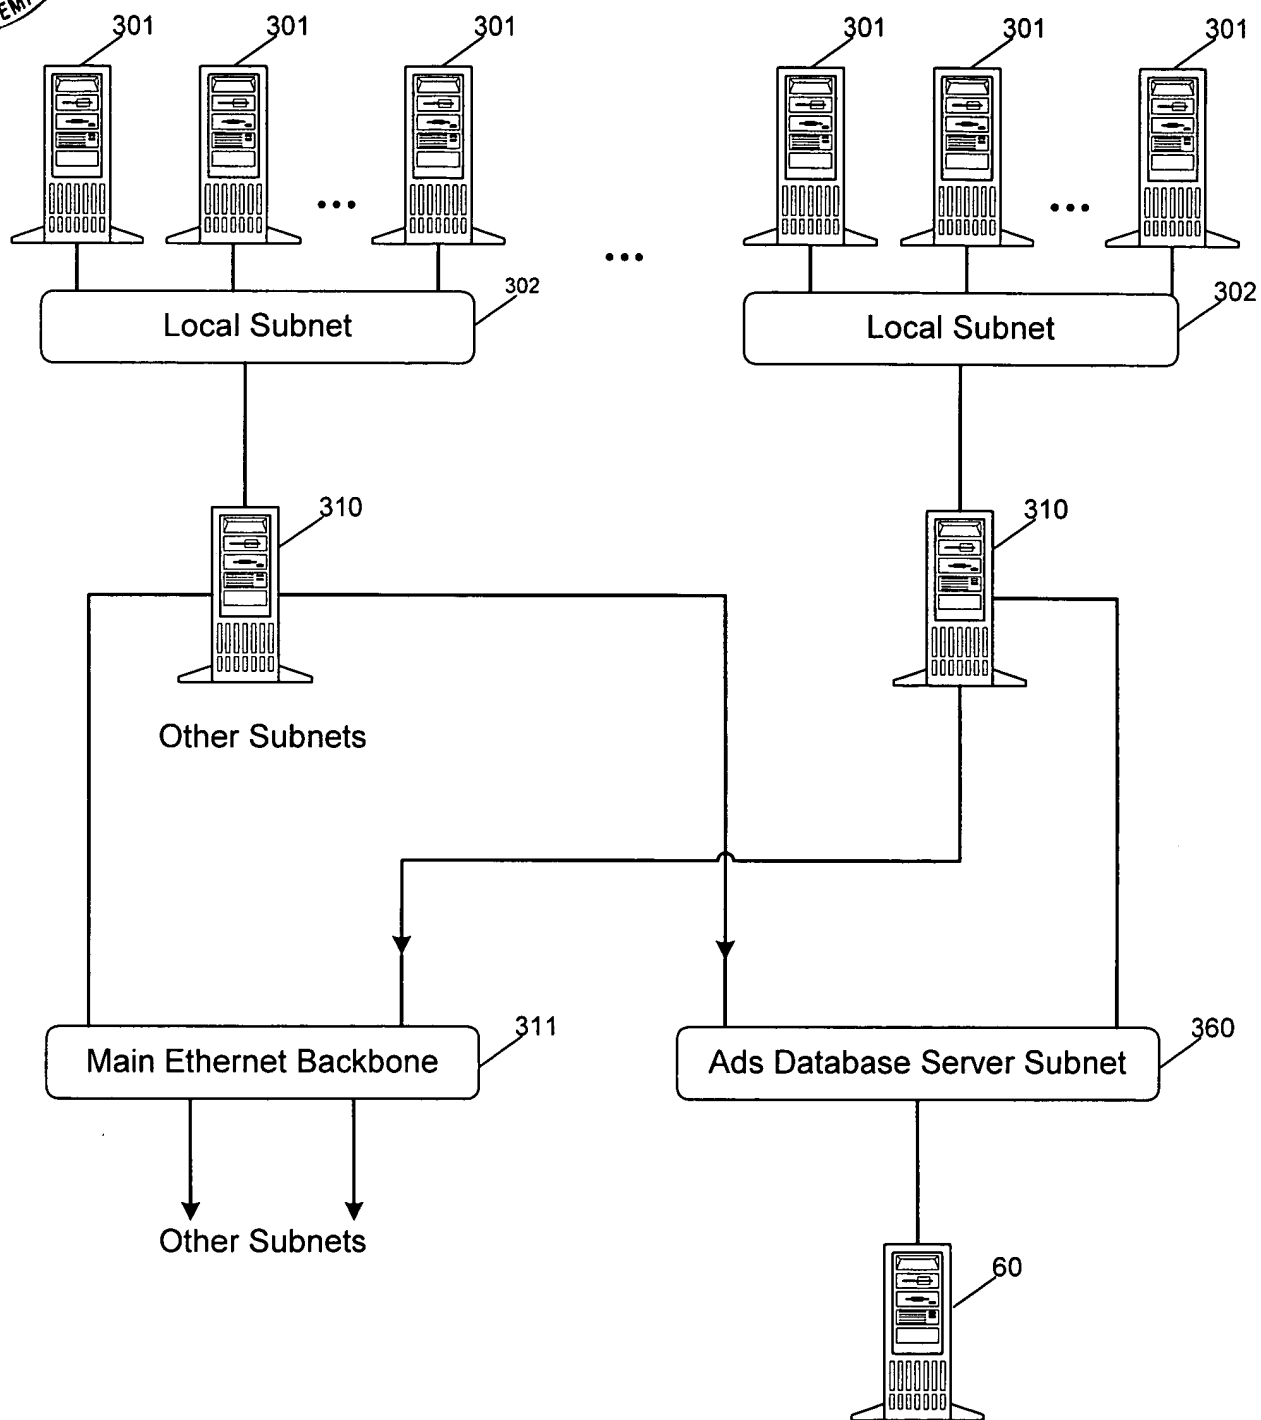 301 301 301 301 301 301
... ...
...
302
302
Local Subnet Local Subnet
310 310
Other Subnets
311 360
Main Ethernet Backbone Ads Database Server Subnet
Other Subnets
60